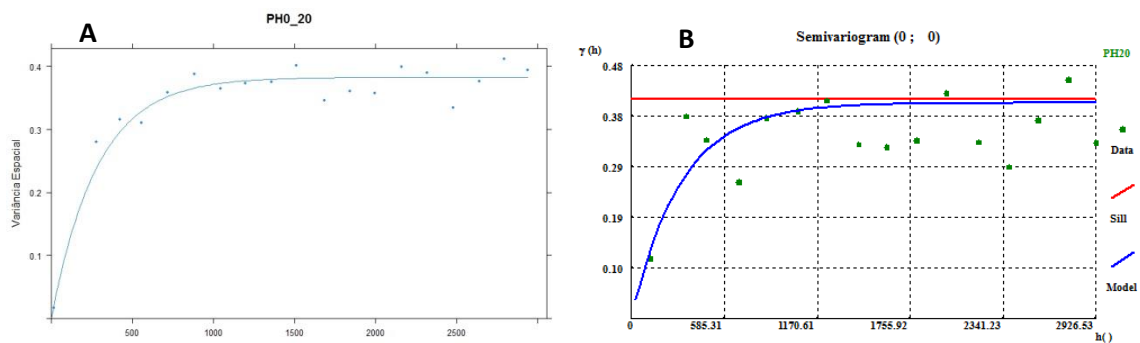 A
PH0_20
Variância Espacial
0.4
0.3
0.4
0.1
500
1000
1500
2000
2500
B
Semivariogram (0 ; 0)
γ (h)
PH20
0.48
0.38
0.29
0.19
0.10
0
585.31
1170.61
1755.92
2341.23
2926.53
h( )
Data
Sill
Model